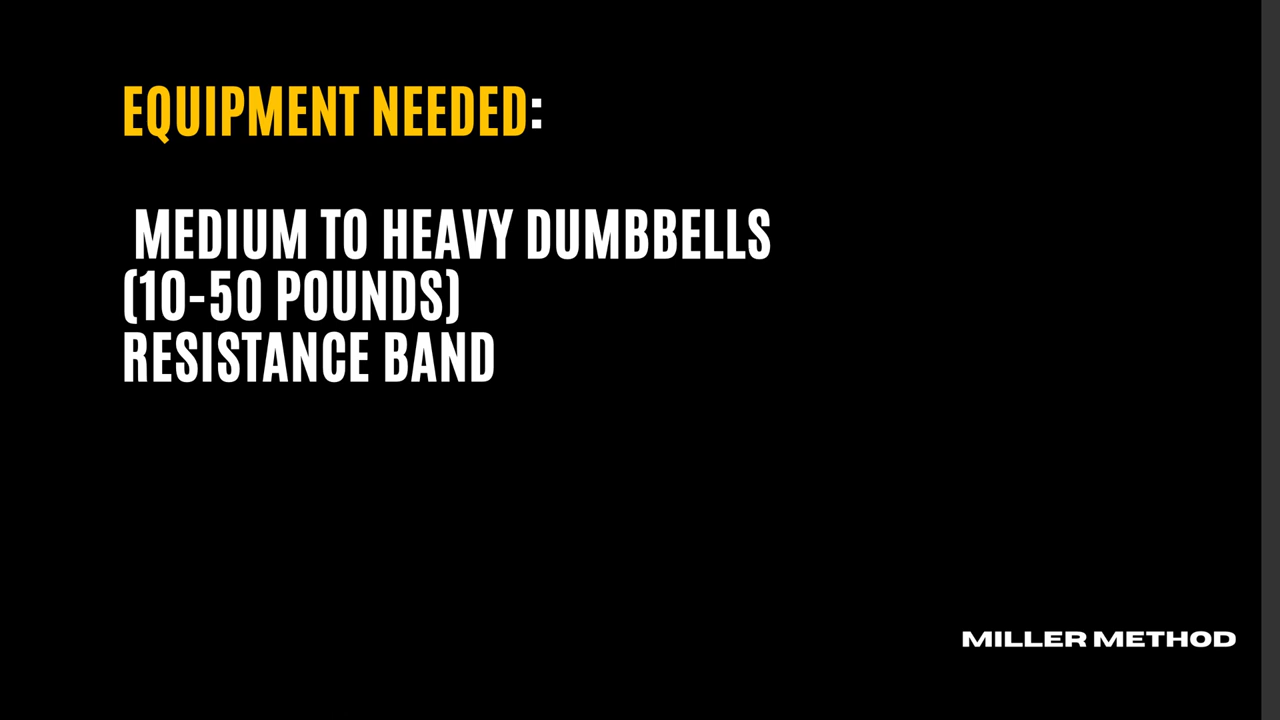 EQUIPMENT NEEDED:
MEDIUM TO HEAVY DUMBBELLS
(10-50 POUNDS)
RESISTANCE BAND
MILLER METHOD